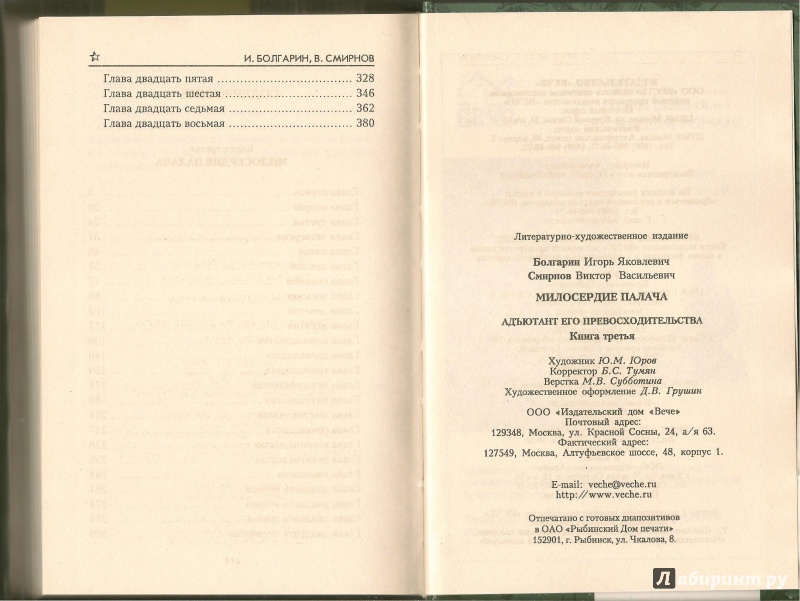 И. БОЛГАРИН, В. СМИРНОВ
Глава двадцать пятая ........ 328
Глава двадцать шестая ........ 346
Глава двадцать седьмая ........ 362
Глава двадцать восьмая ........ 380
Литературно-художественное издание
Болгарин Игорь Яковлевич
Смирнов Виктор Васильевич
МИЛОСЕРДИЕ ПАЛАЧА
АДЪЮТАНТ ЕГО ПРЕВОСХОДИТЕЛЬСТВА
Книга третья
Художник Ю.М. Юров
Корректор Б.С. Тумян
Верстка М.В. Субботина
Художественное оформление Д.В. Грушин
ООО «Издательский дом «Вече»
Почтовый адрес:
129348, Москва, ул. Красной Сосны, 24, а/я 63.
Фактический адрес:
127549, Москва, Алтуфьевское шоссе, 48, корпус 1.
E-mail: veche@veche.ru
http://www.veche.ru
Отпечатано с готовых диапозитивов
в ОАО «Рыбинский Дом печати»
152901, г. Рыбинск, ул. Чкалова, 8.
Лабиринт.ру